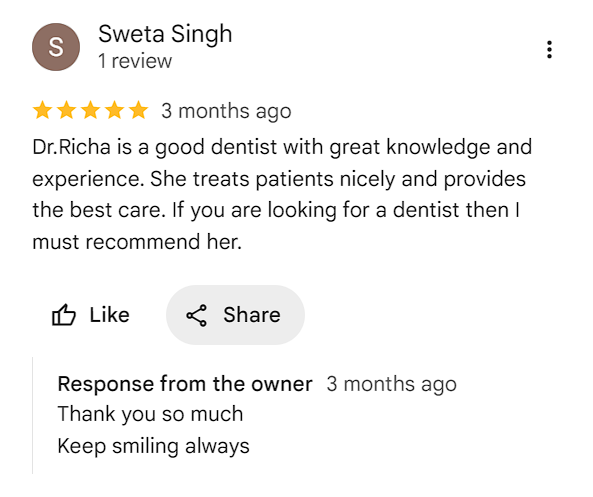 S
Sweta Singh
1 review
3 months ago
Dr.Richa is a good dentist with great knowledge and
experience. She treats patients nicely and provides
the best care. If you are looking for a dentist then I
must recommend her.
Like Share
Response from the owner 3 months ago
Thank you so much
Keep smiling always